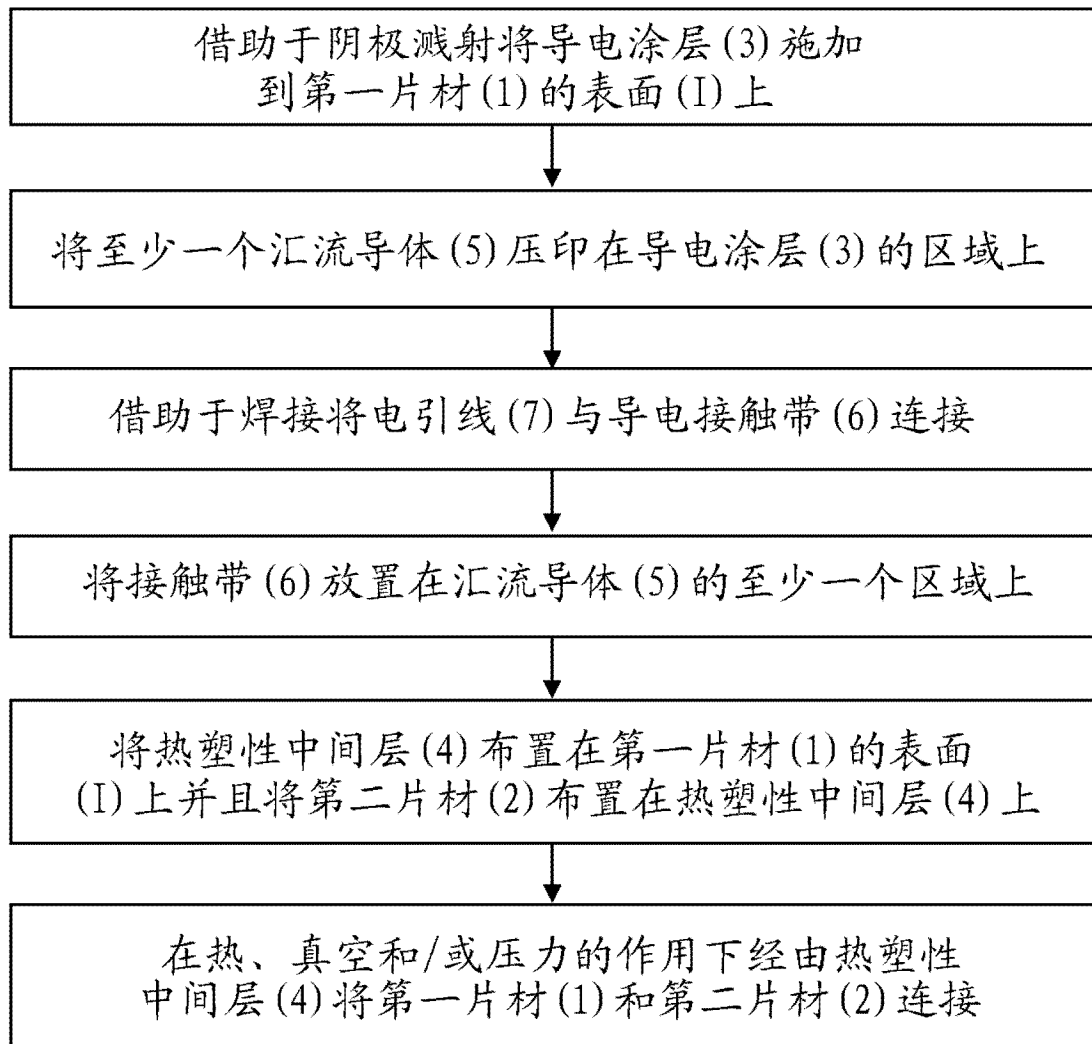 借助于阴极溅射将导电涂层(3)施加
到第一片材(1)的表面(I)上
将至少一个汇流导体(5)压印在导电涂层(3)的区域上
借助于焊接将电引线(7)与导电接触带(6)连接
将接触带(6)放置在汇流导体(5)的至少一个区域上
将热塑性中间层(4)布置在第一片材(1)的表面
(I)上并且将第二片材(2)布置在热塑性中间层(4)上
在热、真空和/或压力的作用下经由热塑性
中间层(4)将第一片材(1)和第二片材(2)连接